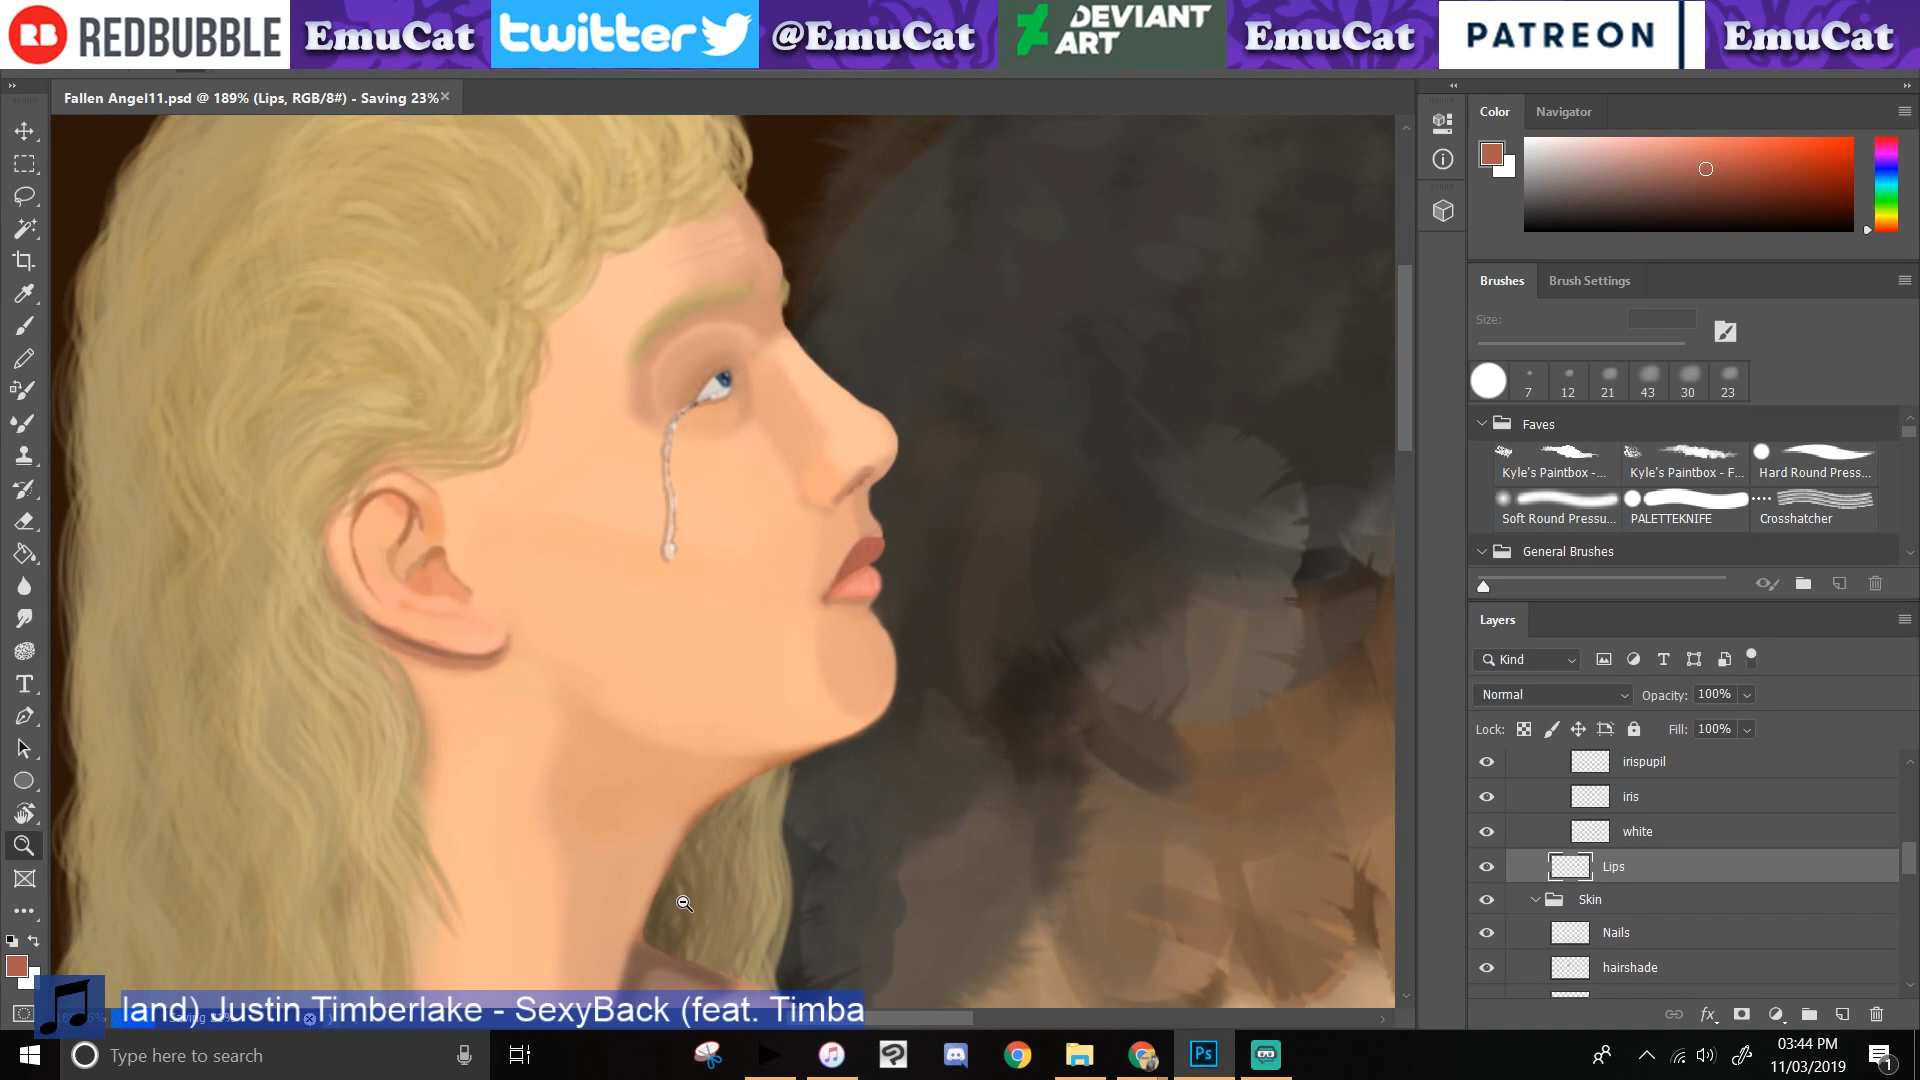 REDBUBBLE EmuCat twitter @EmuCat DEVIANT ART EmuCat PATREON EmuCat
Fallen Angel11.psd @ 189% (Lips, RGB/8#) - Saving 23%
Color Navigator
Brushes Brush Settings
Size:
7 12 21 43 30 23
Faves
Kyle's Paintbox -... Kyle's Paintbox - F... Hard Round Press...
Soft Round Pressu... PALETTEKNIFE Crosshatcher
General Brushes
Layers
Kind
Normal Opacity: 100%
Lock: Fill: 100%
irispupil
iris
white
Lips
Skin
Nails
hairshade
land) Justin Timberlake - SexyBack (feat. Timba
Type here to search
Ps
03:44 PM
11/03/2019
1